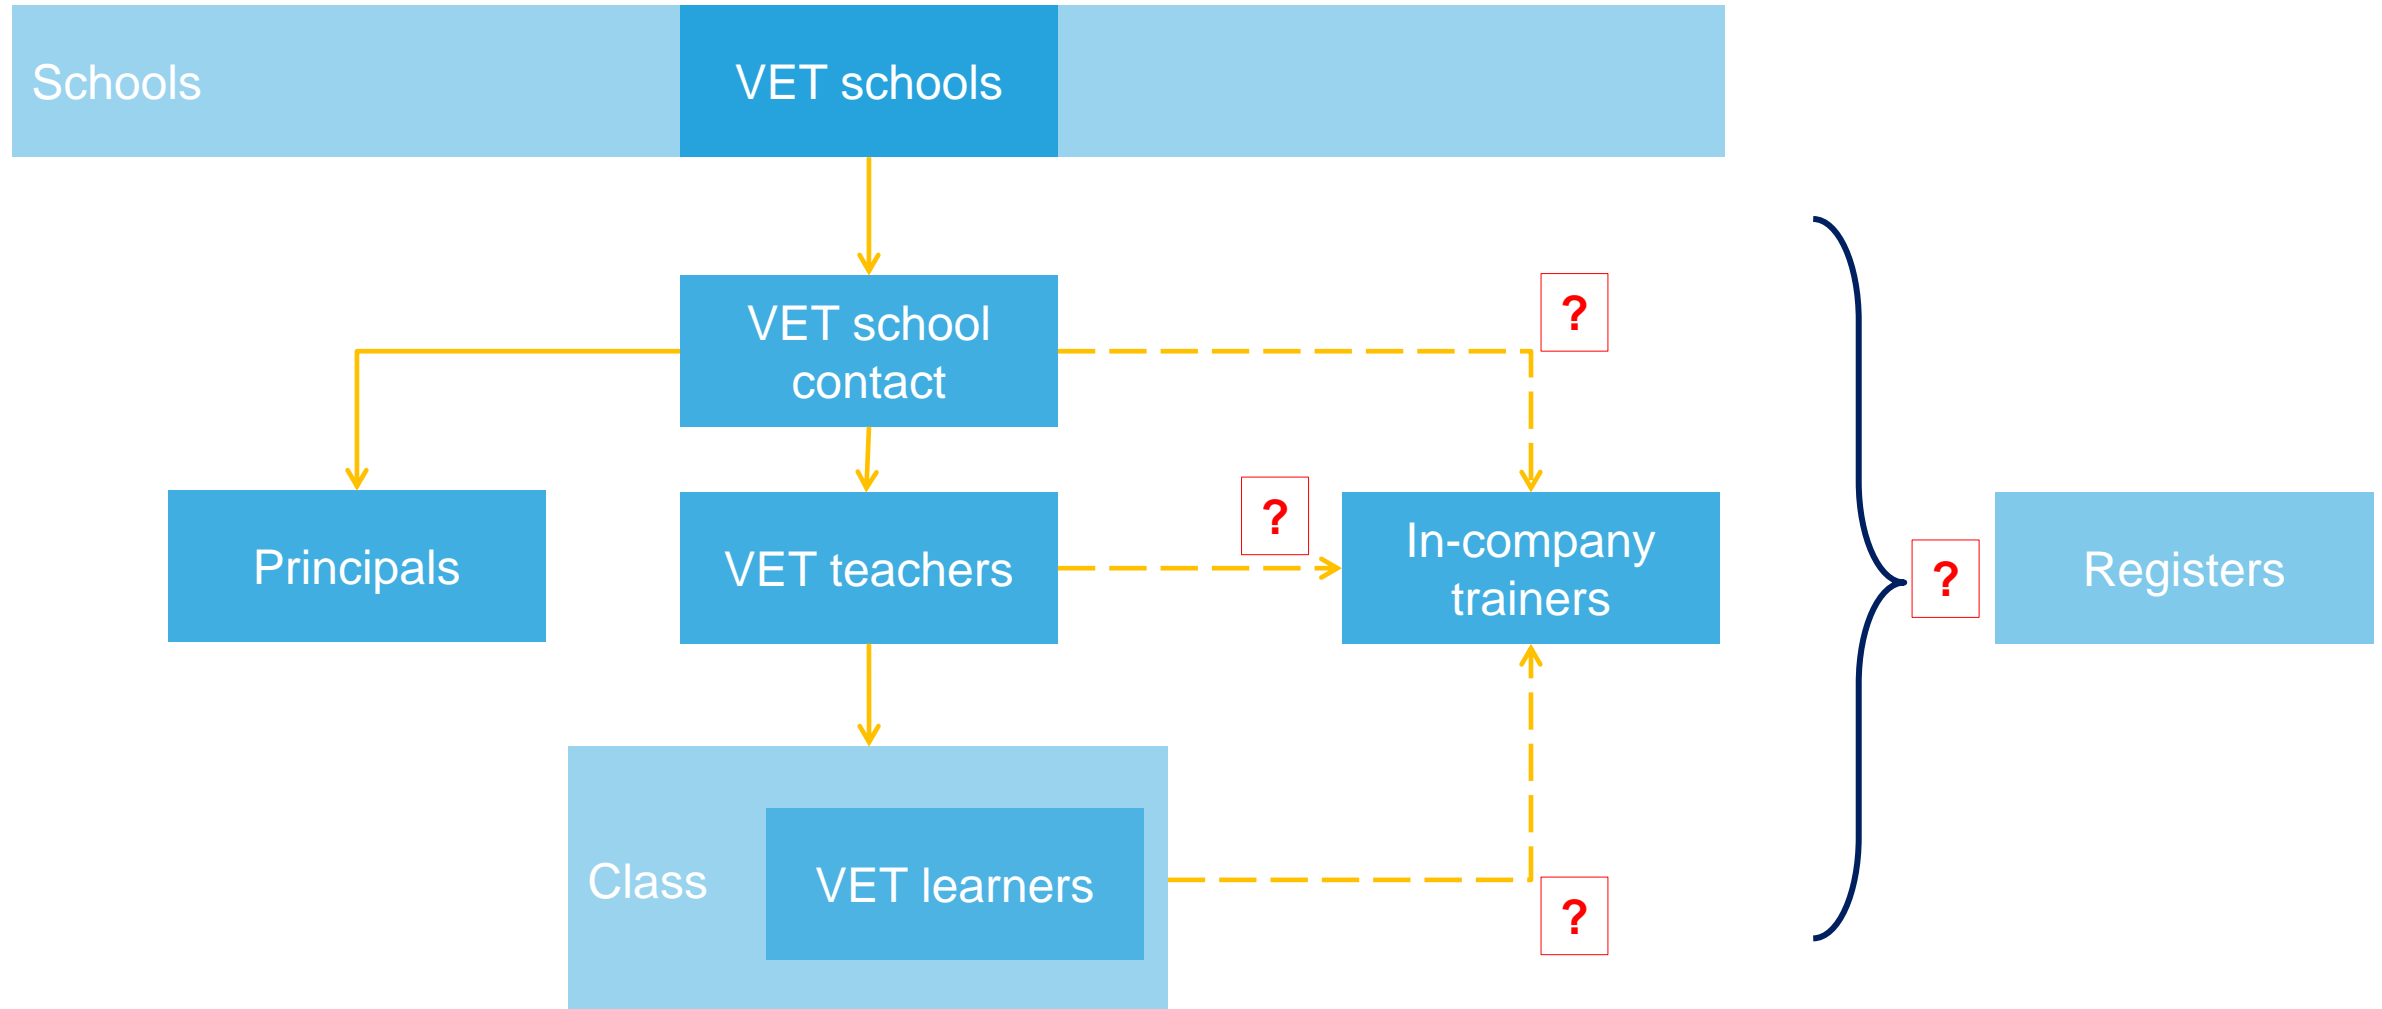 Schools
VET schools
VET school
contact
?
Principals
VET teachers
?
In-company
trainers
?
Registers
Class
VET learners
?